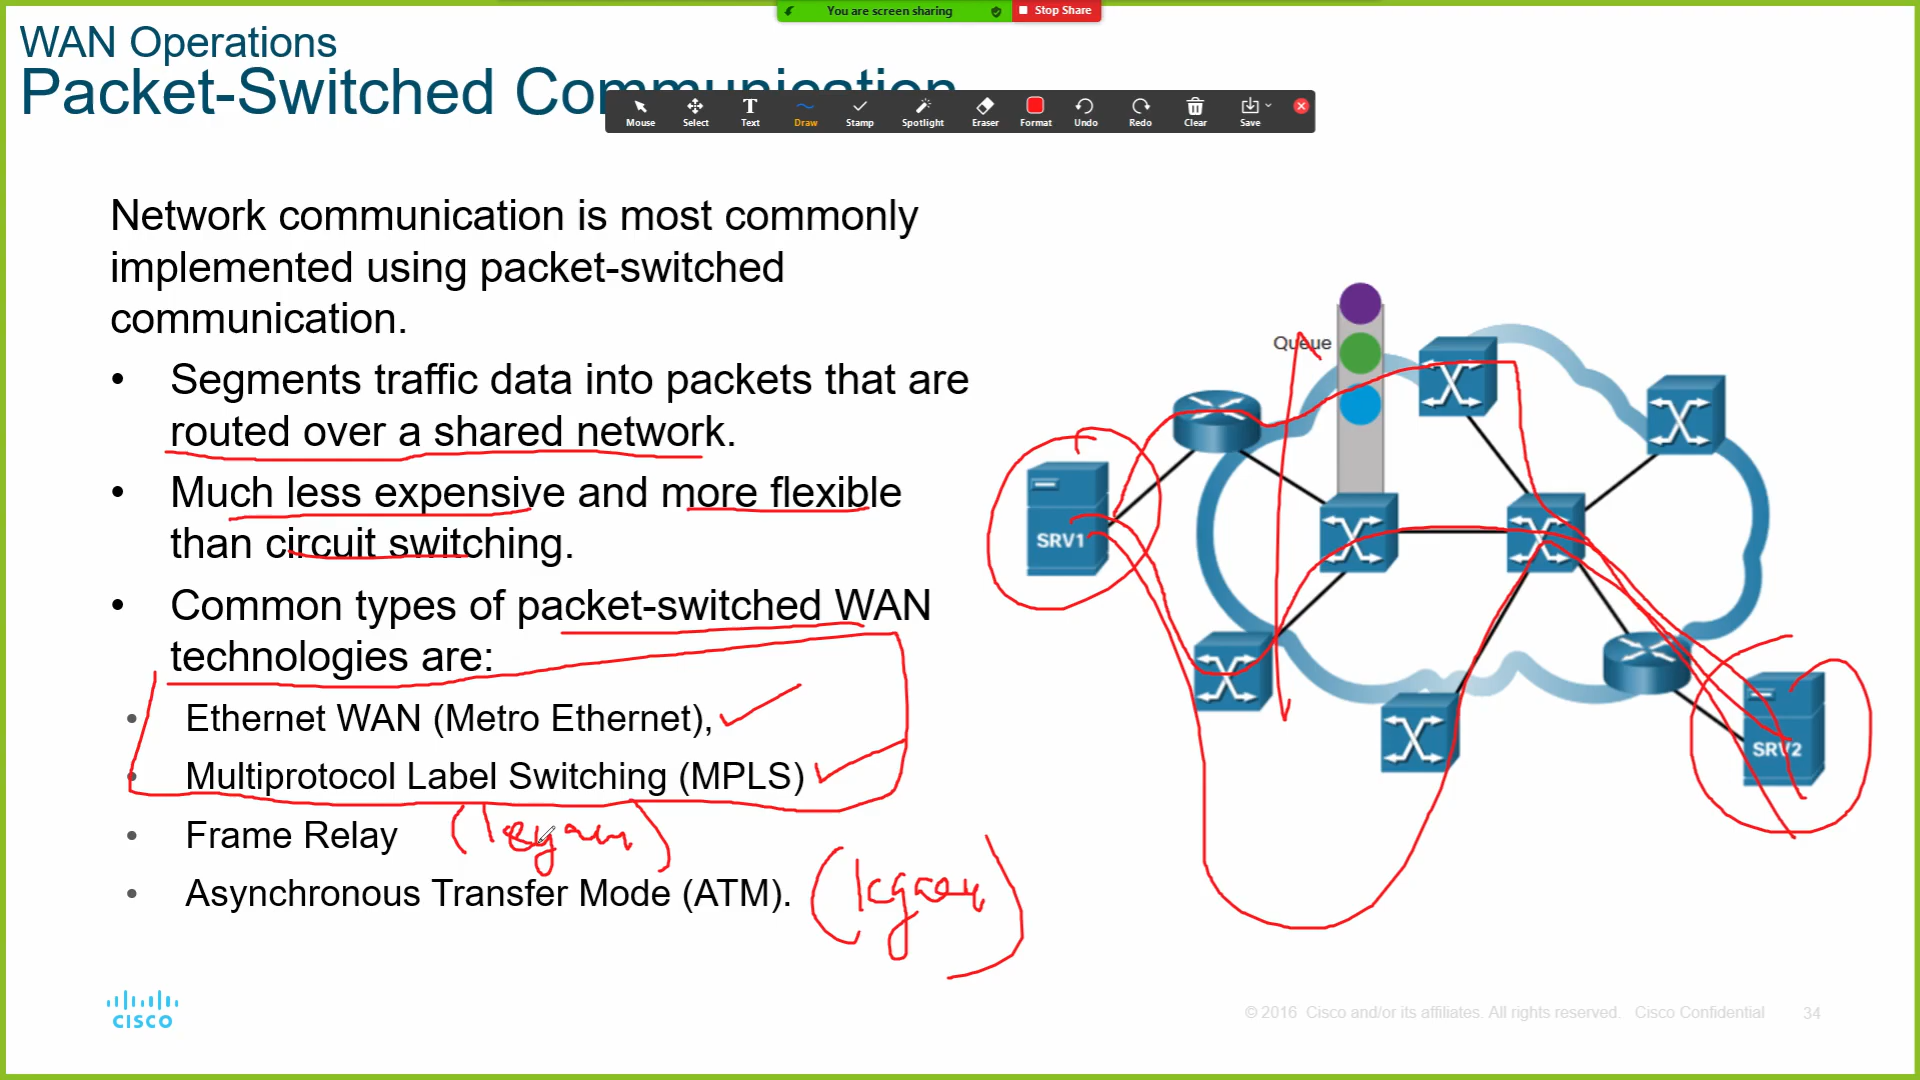 You are screen sharing
Stop Share
WAN Operations
Packet-Switched Communication
Mouse
Select
Text
Draw
Stamp
Spotlight
Eraser
Format
Undo
Redo
Clear
Save
Network communication is most commonly
implemented using packet-switched
communication.
• Segments traffic data into packets that are
routed over a shared network.
• Much less expensive and more flexible
than circuit switching.
• Common types of packet-switched WAN
technologies are:
• Ethernet WAN (Metro Ethernet),
• Multiprotocol Label Switching (MPLS)
• Frame Relay (legacy)
• Asynchronous Transfer Mode (ATM). (legacy)
Queue
SRV1
SRV2
CISCO
© 2016 Cisco and/or its affiliates. All rights reserved. Cisco Confidential
34